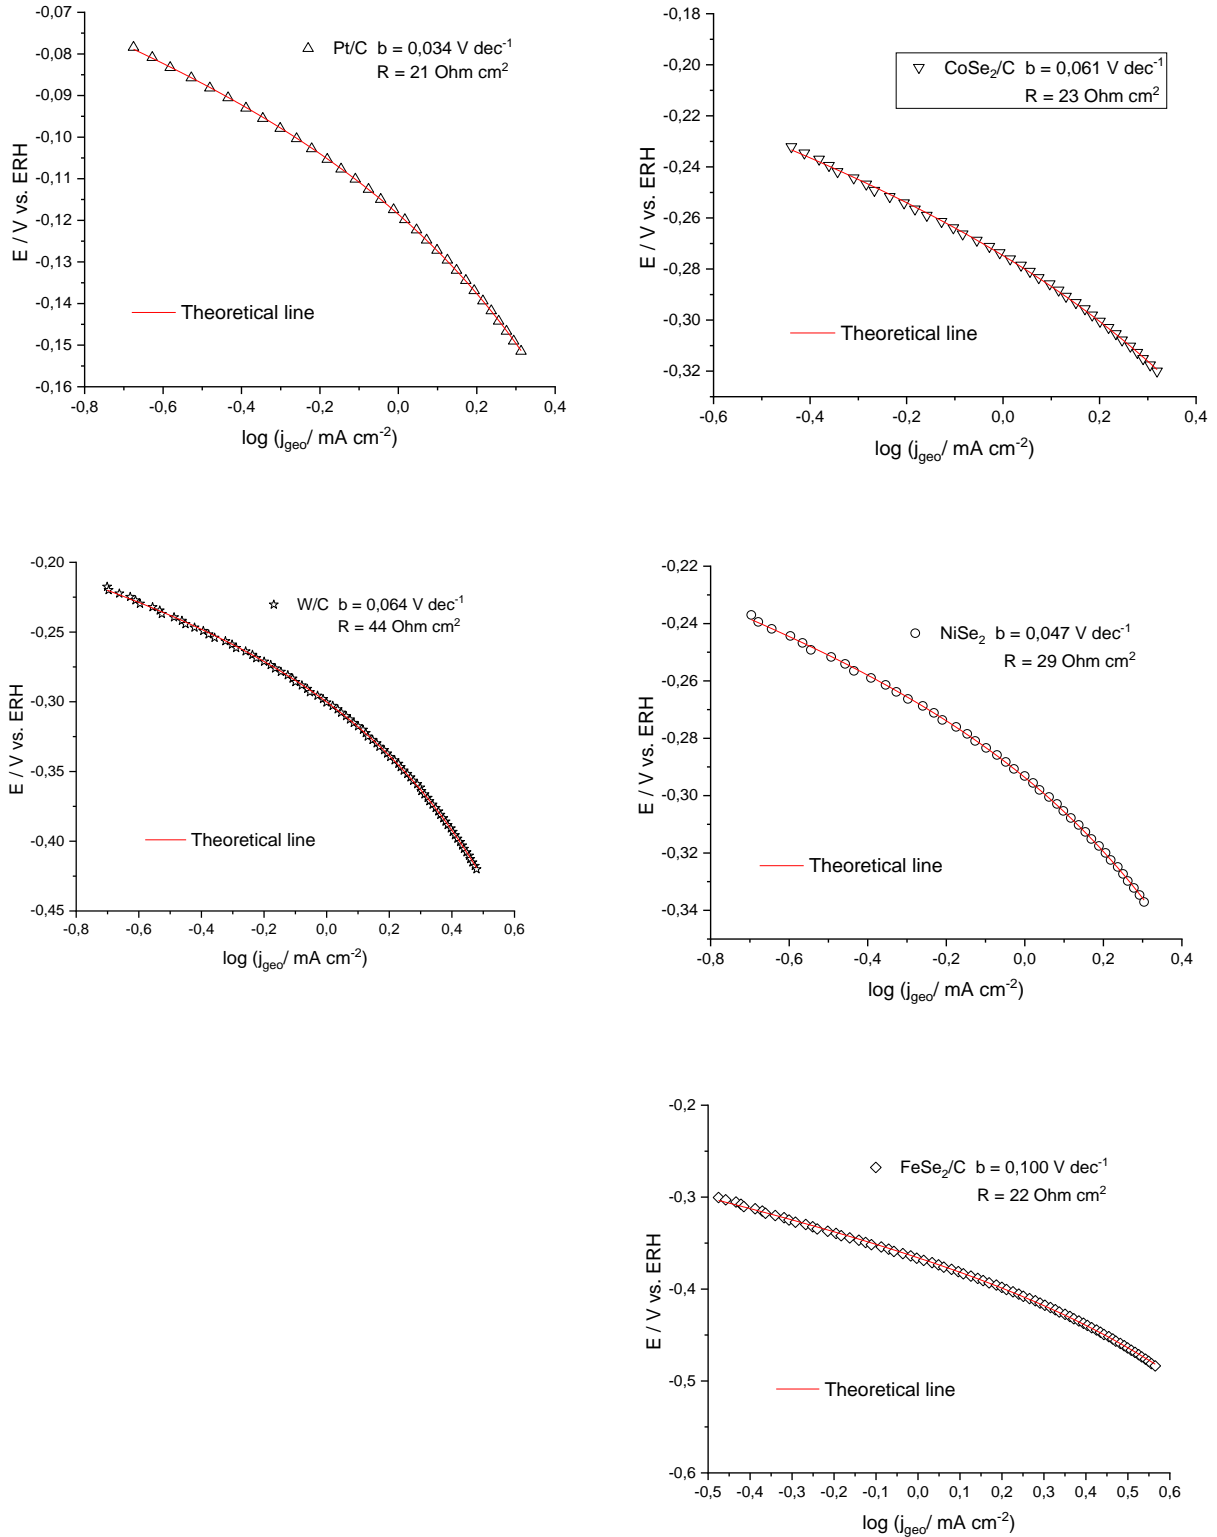 -0,07
-0,08
-0,09
-0,10
-0,11
-0,12
-0,13
-0,14
-0,15
-0,16
E / V vs. ERH
Pt/C b = 0,034 V dec-1
R = 21 Ohm cm2
Theoretical line
-0,8 -0,6 -0,4 -0,2 0,0 0,2 0,4
log (jgeo/ mA cm-2)
-0,18
-0,20
-0,22
-0,24
-0,26
-0,28
-0,30
-0,32
E / V vs. ERH
CoSe2/C b = 0,061 V dec-1
R = 23 Ohm cm2
Theoretical line
-0,6 -0,4 -0,2 0,0 0,2 0,4
log (jgeo/ mA cm-2)
-0,20
-0,25
-0,30
-0,35
-0,40
-0,45
E / V vs. ERH
W/C b = 0,064 V dec-1
R = 44 Ohm cm2
Theoretical line
-0,8 -0,6 -0,4 -0,2 0,0 0,2 0,4 0,6
log (jgeo/ mA cm-2)
-0,22
-0,24
-0,26
-0,28
-0,30
-0,32
-0,34
E / V vs. ERH
NiSe2 b = 0,047 V dec-1
R = 29 Ohm cm2
Theoretical line
-0,8 -0,6 -0,4 -0,2 0,0 0,2 0,4
log (jgeo/ mA cm-2)
-0,2
-0,3
-0,4
-0,5
-0,6
E / V vs. ERH
FeSe2/C b = 0,100 V dec-1
R = 22 Ohm cm2
Theoretical line
-0,5 -0,4 -0,3 -0,2 -0,1 0,0 0,1 0,2 0,3 0,4 0,5 0,6
log (jgeo/ mA cm-2)